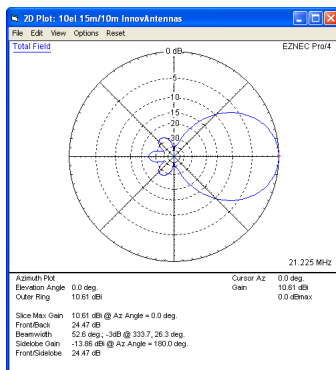 2D Plot: 10el 15m/10m InnovAntennas
File Edit View Options Reset
Total Field
0 dB
EZNEC Pro/4
-5
-10
-15
-20
-30
21.225 MHz
Azimuth Plot
Cursor Az 0.0 deg.
Elevation Angle 0.0 deg.
Gain 10.61 dBi
Outer Ring 10.61 dBi
0.0 dBmax
Slice Max Gain 10.61 dBi @ Az Angle = 0.0 deg.
Front/Back 24.47 dB
Beamwidth 52.6 deg.; -3dB @ 333.7, 26.3 deg.
Sidelobe Gain -13.86 dBi @ Az Angle = 180.0 deg.
Front/Sidelobe 24.47 dB